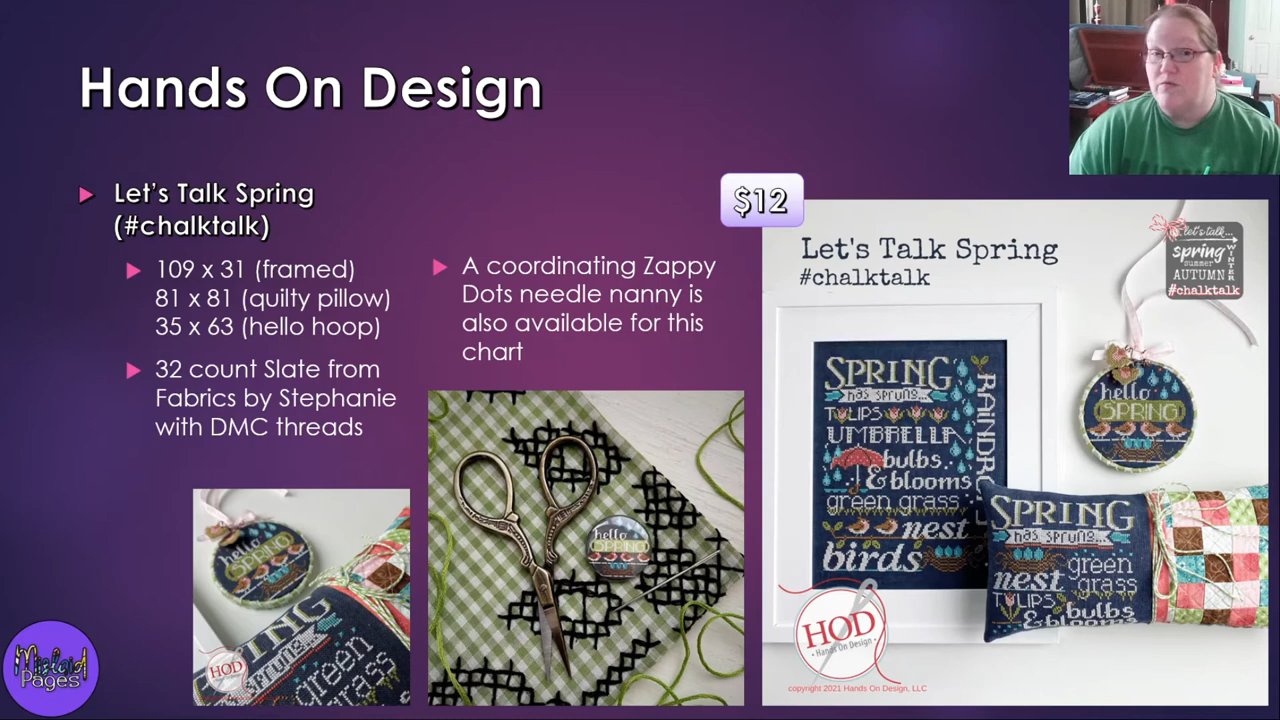 Hands On Design
Let's Talk Spring
(#chalktalk)
109 x 31 (framed)
81 x 81 (quilty pillow)
35 x 63 (hello hoop)
32 count Slate from
Fabrics by Stephanie
with DMC threads
A coordinating Zappy
Dots needle nanny is
also available for this
chart
$12
Let's Talk Spring
#chalktalk
let's talk...
spring
summer
AUTUMN
WINTER
#chalktalk
SPRING
has sprung...
TULIPS
UMBRELLA
bulbs
& blooms
green grass
nest
birds
hello
SPRING
SPRING
has sprung...
green
nest grass
TULIPS
bulbs
& blooms
HOD
Hands On Design
copyright 2021 Hands On Design, LLC
hello
SPRING
green
grass
HOD
hello
SPRING
Pages